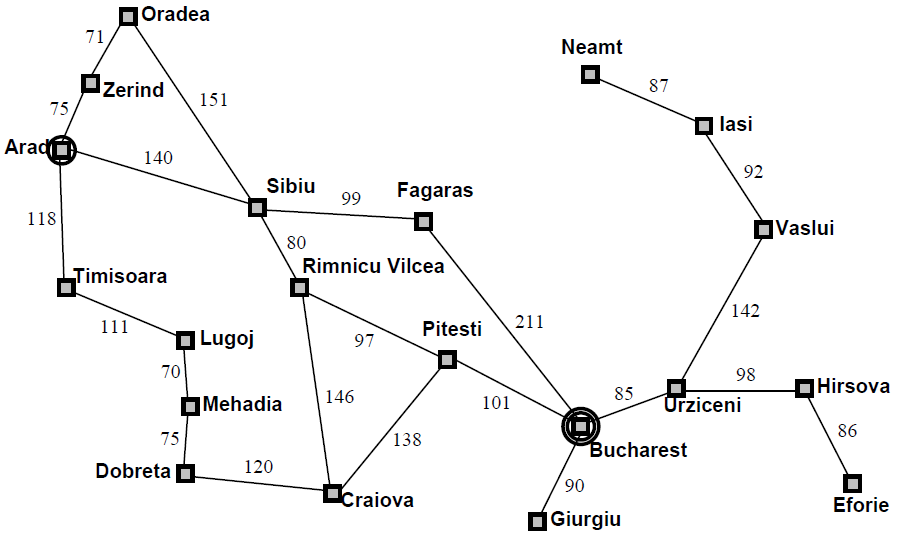 Oradea
71
Neamt
87
Zerind
151
75
Iasi
Arad
140
92
Sibiu
99
Fagaras
118
80
Vaslui
Timisoara
Rimnicu Vilcea
111
Lugoj
97
Pitesti
211
142
70
146
101
98
Mehadia
85
Urziceni
Hirsova
75
138
86
Dobreta
120
Bucharest
90
Craiova
Giurgiu
Eforie